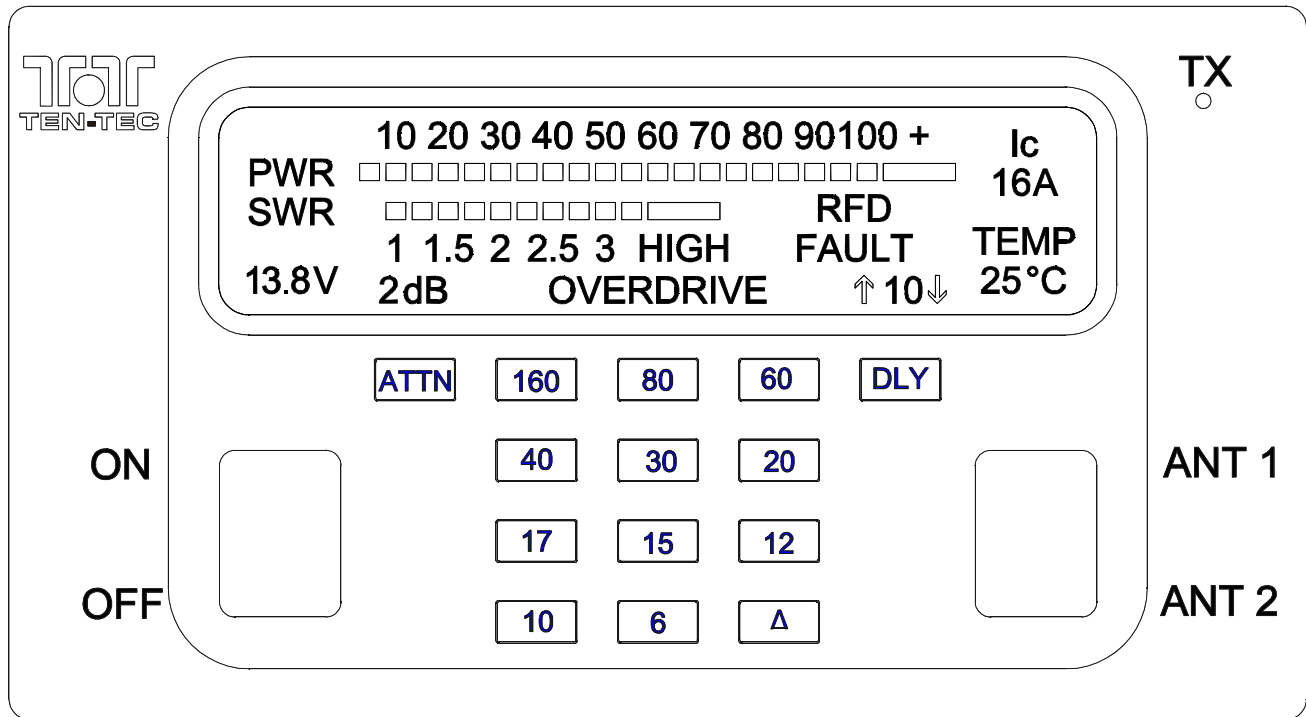 TEN-TEC
TX
10 20 30 40 50 60 70 80 90100 +
Ic
PWR
16A
SWR
RFD
1 1.5 2 2.5 3 HIGH
FAULT
TEMP
13.8V
2dB
OVERDRIVE
⇑ 10 ⇓
25°C
ATTN 160 80 60 DLY
ON
40 30 20
ANT 1
17 15 12
OFF
10 6 Δ
ANT 2